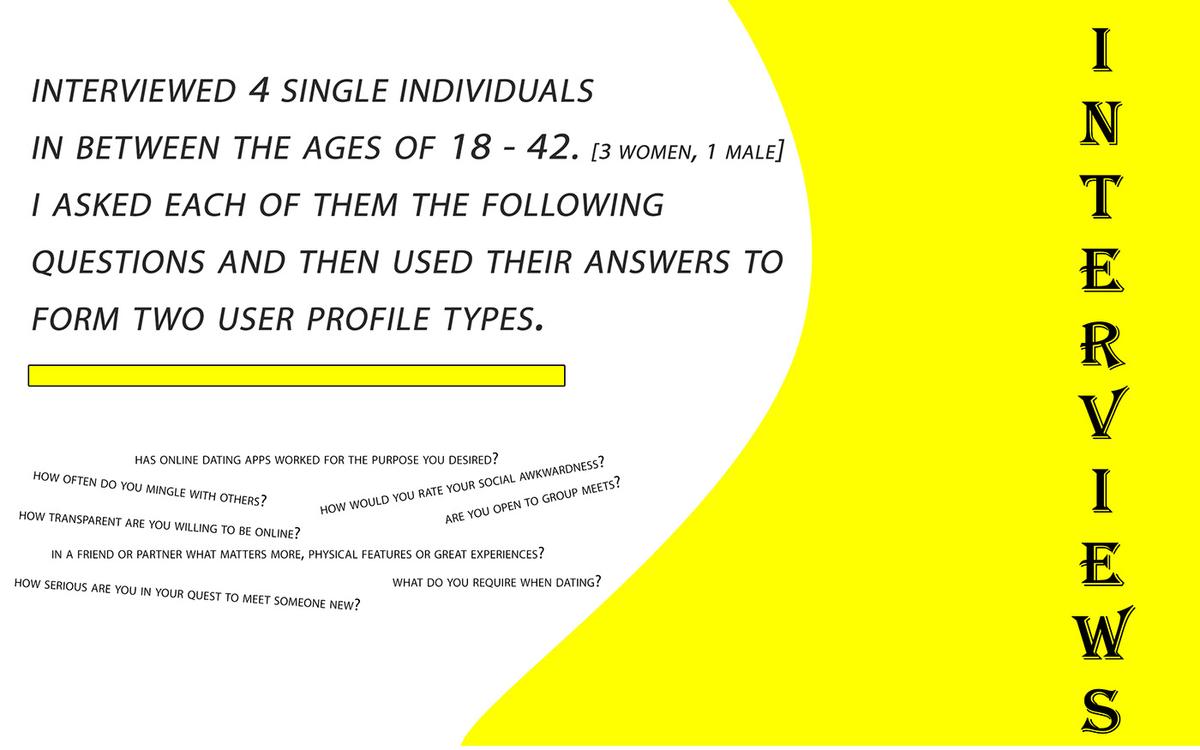 INTERVIEWED 4 SINGLE INDIVIDUALS
IN BETWEEN THE AGES OF 18 - 42. [3 WOMEN, 1 MALE]
I ASKED EACH OF THEM THE FOLLOWING
QUESTIONS AND THEN USED THEIR ANSWERS TO
FORM TWO USER PROFILE TYPES.
HAS ONLINE DATING APPS WORKED FOR THE PURPOSE YOU DESIRED?
HOW OFTEN DO YOU MINGLE WITH OTHERS?
HOW WOULD YOU RATE YOUR SOCIAL AWKWARDNESS?
ARE YOU OPEN TO GROUP MEETS?
HOW TRANSPARENT ARE YOU WILLING TO BE ONLINE?
IN A FRIEND OR PARTNER WHAT MATTERS MORE, PHYSICAL FEATURES OR GREAT EXPERIENCES?
WHAT DO YOU REQUIRE WHEN DATING?
HOW SERIOUS ARE YOU IN YOUR QUEST TO MEET SOMEONE NEW?
INTERVIEWS